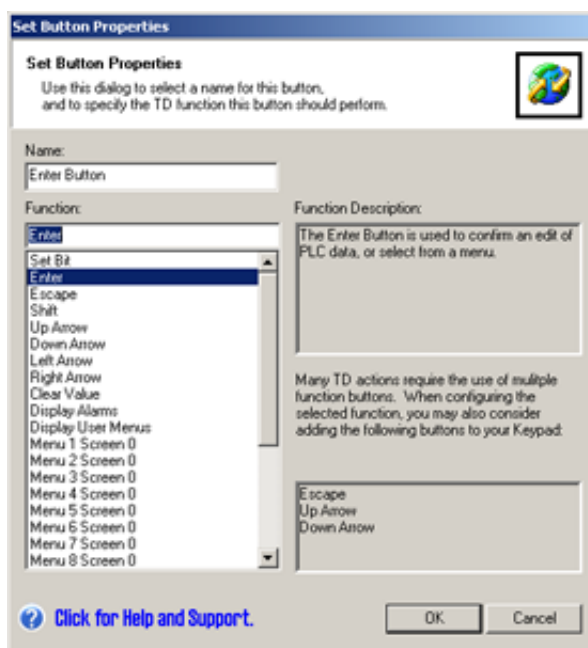 Set Button Properties
Set Button Properties
Use this dialog to select a name for this button,
and to specify the TD function this button should perform.
Name:
Enter Button
Function:
Enter
Set Bit
Enter
Escape
Shift
Up Arrow
Down Arrow
Left Arrow
Right Arrow
Clear Value
Display Alarms
Display User Menus
Menu 1 Screen 0
Menu 2 Screen 0
Menu 3 Screen 0
Menu 4 Screen 0
Menu 5 Screen 0
Menu 6 Screen 0
Menu 7 Screen 0
Menu 8 Screen 0
Function Description:
The Enter Button is used to confirm an edit of
PLC data, or select from a menu.
Many TD actions require the use of mulitple
function buttons. When configuring the
selected function, you may also consider
adding the following buttons to your Keypad:
Escape
Up Arrow
Down Arrow
? Click for Help and Support.
OK
Cancel